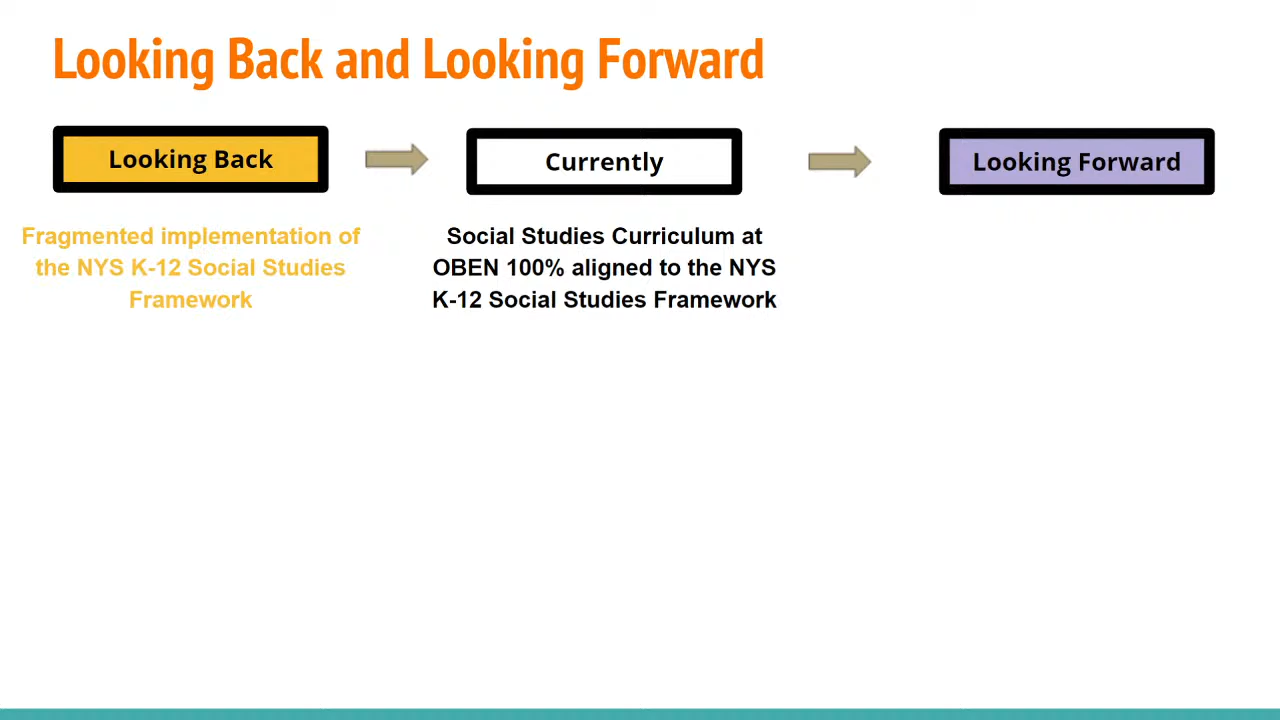 Looking Back and Looking Forward
Looking Back
Currently
Looking Forward
Fragmented implementation of
the NYS K-12 Social Studies
Framework
Social Studies Curriculum at
OBEN 100% aligned to the NYS
K-12 Social Studies Framework